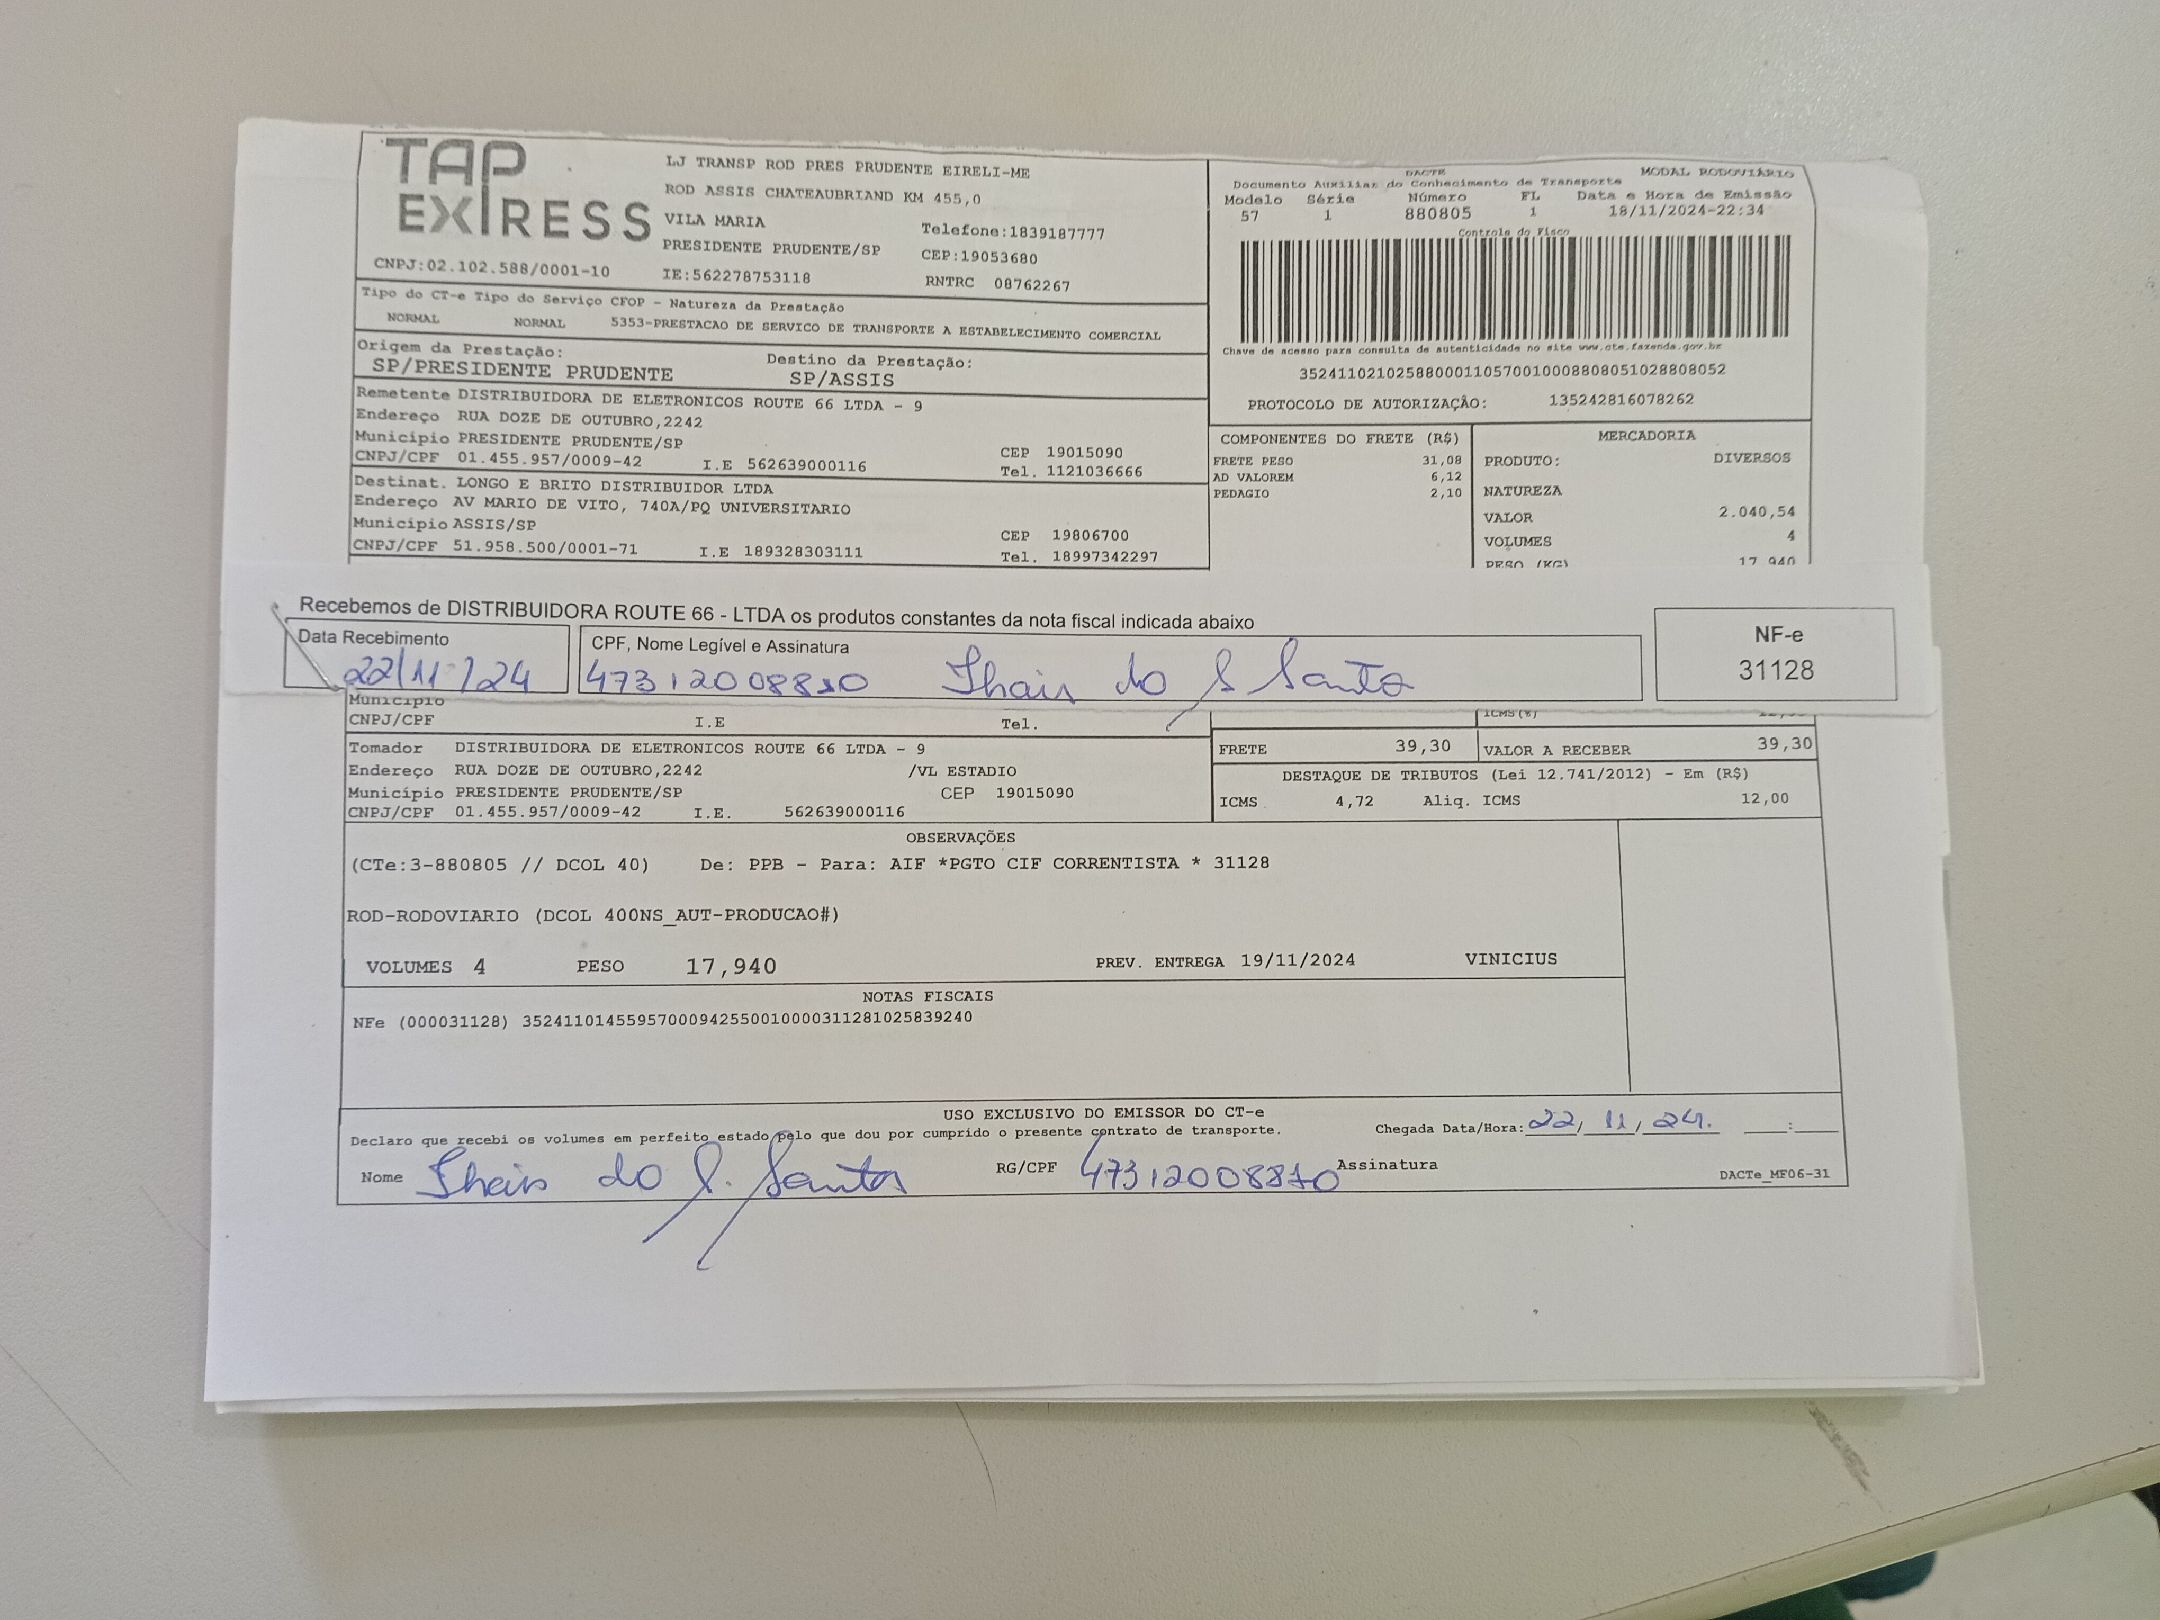 TAP
EXPRESS
LJ TRANSP ROD PRES PRUDENTE EIRELI-ME
ROD ASSIS CHATEAUBRIAND KM 455,0
VILA MARIA Telefone:1839187777
PRESIDENTE PRUDENTE/SP CEP:19053680
CNPJ:02.102.588/0001-10 IE:562278753118 RNTRC 08762267
DACTE MODAL RODOVIÁRIO
Documento Auxiliar do Conhecimento de Transporte
Modelo Série Número FL Data e Hora de Emissão
57 1 880805 1 18/11/2024-22:34
Controle do Fisco
Chave de acesso para consulta de autenticidade no site www.cte.fazenda.gov.br
35241102102588000110570010008808051028808052
PROTOCOLO DE AUTORIZAÇÃO: 135242816078262
Tipo do CT-e Tipo do Serviço CFOP - Natureza da Prestação
NORMAL NORMAL 5353-PRESTACAO DE SERVICO DE TRANSPORTE A ESTABELECIMENTO COMERCIAL
Origem da Prestação: Destino da Prestação:
SP/PRESIDENTE PRUDENTE SP/ASSIS
Remetente DISTRIBUIDORA DE ELETRONICOS ROUTE 66 LTDA - 9
Endereço RUA DOZE DE OUTUBRO,2242
Município PRESIDENTE PRUDENTE/SP CEP 19015090
CNPJ/CPF 01.455.957/0009-42 I.E 562639000116 Tel. 1121036666
Destinat. LONGO E BRITO DISTRIBUIDOR LTDA
Endereço AV MARIO DE VITO, 740A/PQ UNIVERSITARIO
Município ASSIS/SP CEP 19806700
CNPJ/CPF 51.958.500/0001-71 I.E 189328303111 Tel. 18997342297
COMPONENTES DO FRETE (R$)
FRETE PESO 31,08
AD VALOREM 6,12
PEDAGIO 2,10
MERCADORIA
PRODUTO: DIVERSOS
NATUREZA
VALOR 2.040,54
VOLUMES 4
PESO (KG) 17,940
Recebemos de DISTRIBUIDORA ROUTE 66 - LTDA os produtos constantes da nota fiscal indicada abaixo
Data Recebimento CPF, Nome Legível e Assinatura NF-e
22/11/24 Thais do S Santos 31128
Município
CNPJ/CPF I.E Tel. ICMS(%)
Tomador DISTRIBUIDORA DE ELETRONICOS ROUTE 66 LTDA - 9
Endereço RUA DOZE DE OUTUBRO,2242 /VL ESTADIO
Município PRESIDENTE PRUDENTE/SP CEP 19015090
CNPJ/CPF 01.455.957/0009-42 I.E. 562639000116
FRETE 39,30 VALOR A RECEBER 39,30
DESTAQUE DE TRIBUTOS (Lei 12.741/2012) - Em (R$)
ICMS 4,72 Aliq. ICMS 12,00
OBSERVAÇÕES
(CTe:3-880805 // DCOL 40) De: PPB - Para: AIF *PGTO CIF CORRENTISTA * 31128
ROD-RODOVIARIO (DCOL 400NS_AUT-PRODUCAO#)
VOLUMES 4 PESO 17,940 PREV. ENTREGA 19/11/2024 VINICIUS
NOTAS FISCAIS
NFe (000031128) 35241101455957000942550010000311281025839240
USO EXCLUSIVO DO EMISSOR DO CT-e
Declaro que recebi os volumes em perfeito estado pelo que dou por cumprido o presente contrato de transporte. Chegada Data/Hora: 22/11/24. __:__
Nome Thais do S. Santos RG/CPF Assinatura DACTe_MF06-31